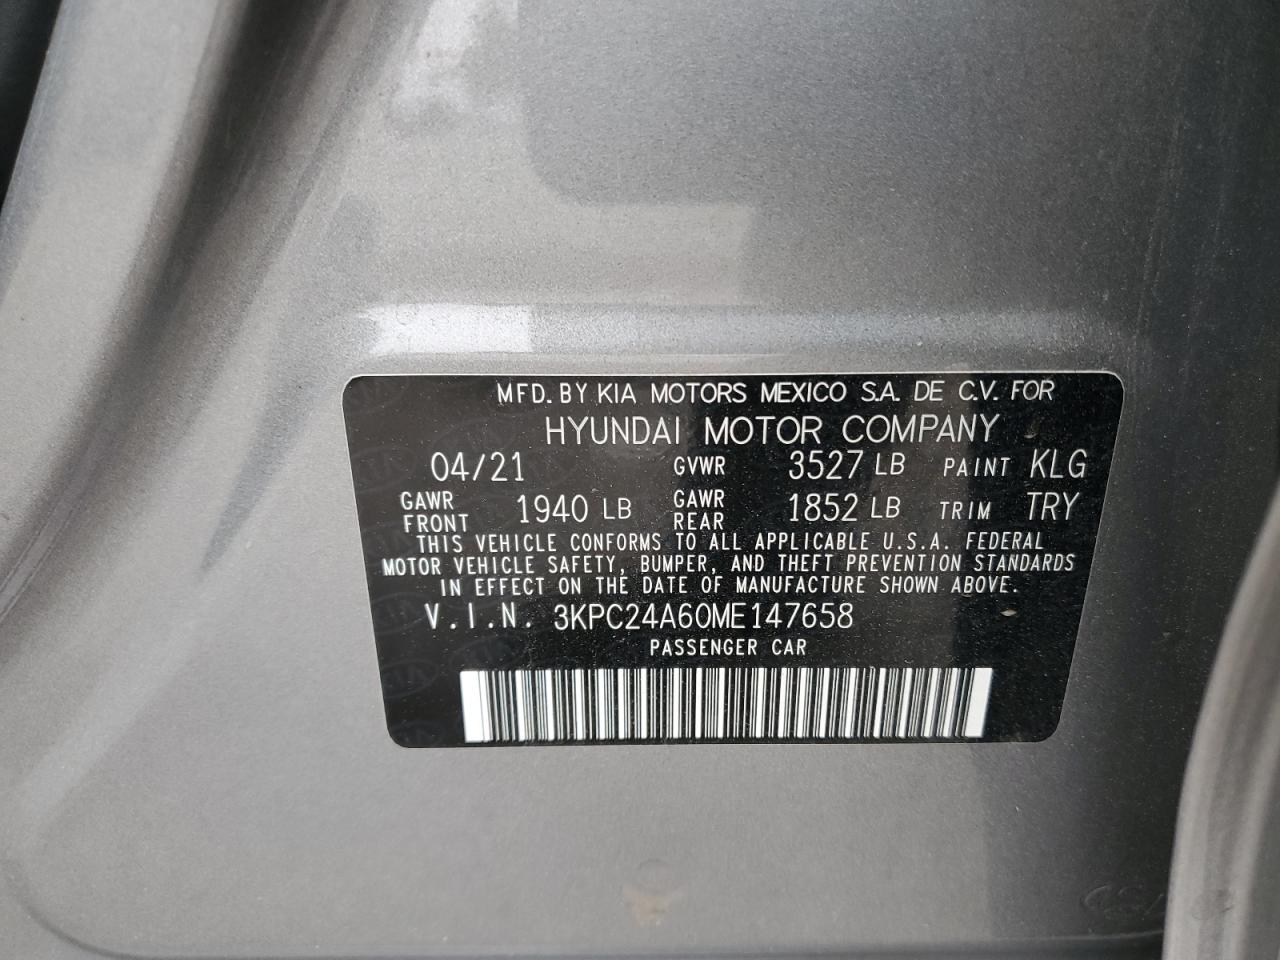 MFD. BY KIA MOTORS MEXICO S.A. DE C.V. FOR
HYUNDAI MOTOR COMPANY
04/21 GVWR 3527 LB PAINT KLG
GAWR FRONT 1940 LB GAWR REAR 1852 LB TRIM TRY
THIS VEHICLE CONFORMS TO ALL APPLICABLE U.S.A. FEDERAL
MOTOR VEHICLE SAFETY, BUMPER, AND THEFT PREVENTION STANDARDS
IN EFFECT ON THE DATE OF MANUFACTURE SHOWN ABOVE.
V.I.N. 3KPC24A60ME147658
PASSENGER CAR